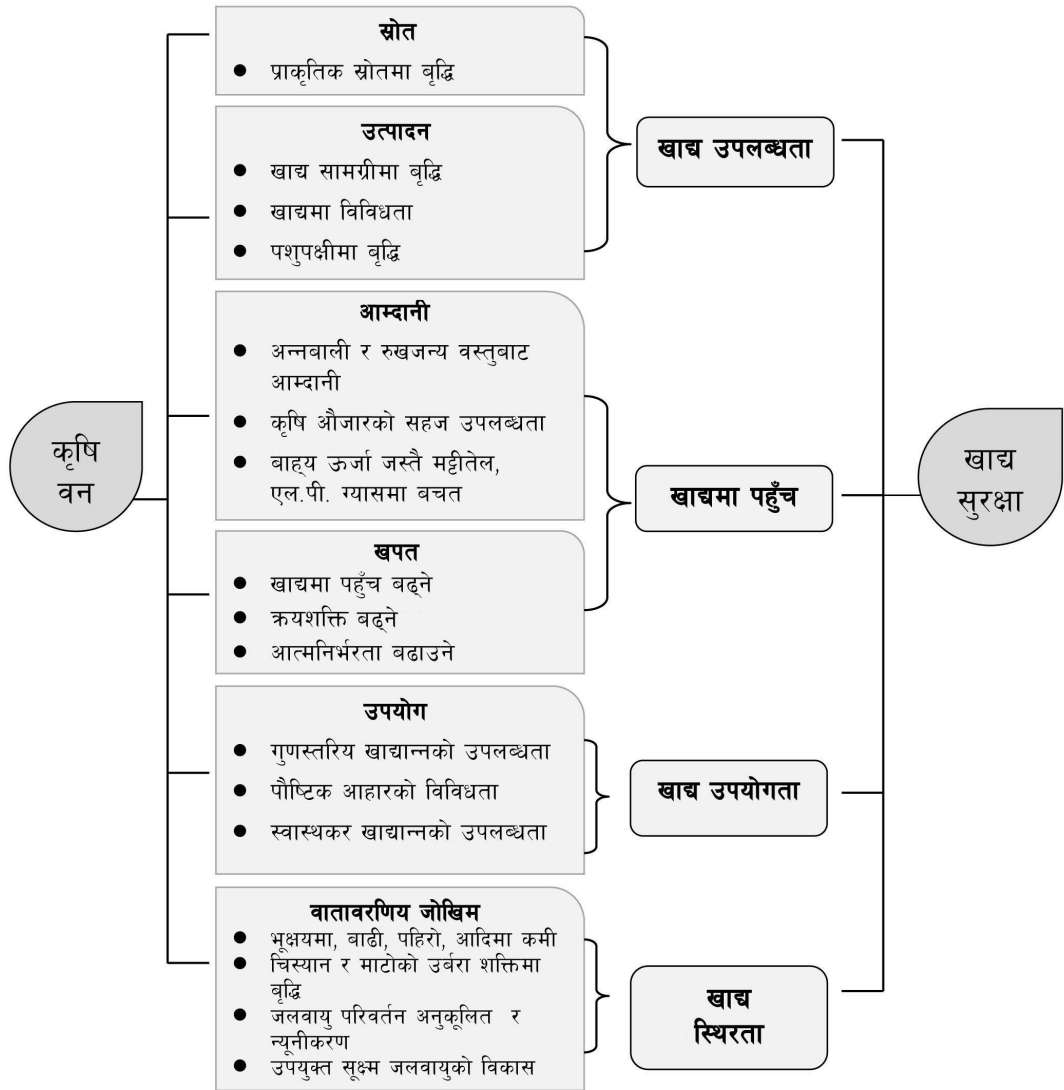 कृषि
वन
स्रोत
● प्राकृतिक स्रोतमा बृद्धि
उत्पादन
● खाद्य सामग्रीमा बृद्धि
● खाद्यमा विविधता
● पशुपक्षीमा बृद्धि
आम्दानी
● अन्नबाली र रुखजन्य वस्तुबाट
आम्दानी
● कृषि औजारको सहज उपलब्धता
● बाह्य ऊर्जा जस्तै मट्टीतेल,
एल.पी. ग्यासमा बचत
खपत
● खाद्यमा पहुँच बढ्ने
● क्रयशक्ति बढ्ने
● आत्मनिर्भरता बढाउने
उपयोग
● गुणस्तरिय खाद्यान्नको उपलब्धता
● पौष्टिक आहारको विविधता
● स्वास्थकर खाद्यान्नको उपलब्धता
वातावरणिय जोखिम
● भूक्षयमा, बाढी, पहिरो, आदिमा कमी
● चिस्यान र माटोको उर्बरा शक्तिमा
बृद्धि
● जलवायु परिवर्तन अनुकूलित र
न्यूनीकरण
● उपयुक्त सूक्ष्म जलवायुको विकास
खाद्य उपलब्धता
खाद्यमा पहुँच
खाद्य उपयोगता
खाद्य
स्थिरता
खाद्य
सुरक्षा